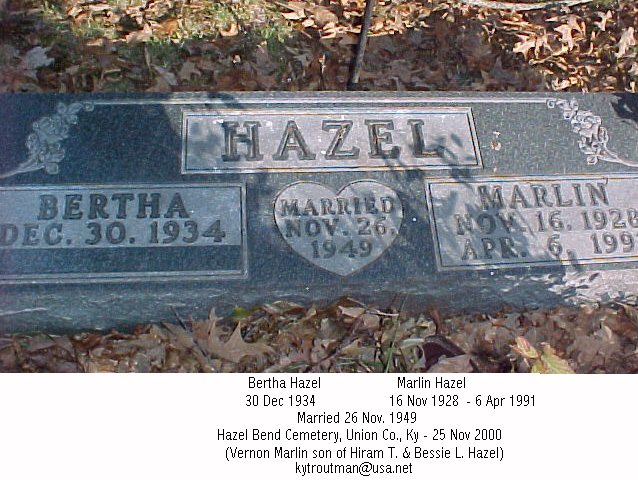 HAZEL
BERTHA
DEC. 30. 1934
MARRIED
NOV. 26.
1949
MARLIN
NOV. 16. 1928
APR. 6. 199
Bertha Hazel Marlin Hazel
30 Dec 1934 16 Nov 1928 - 6 Apr 1991
Married 26 Nov. 1949
Hazel Bend Cemetery, Union Co., Ky - 25 Nov 2000
(Vernon Marlin son of Hiram T. & Bessie L. Hazel)
kytroutman@usa.net